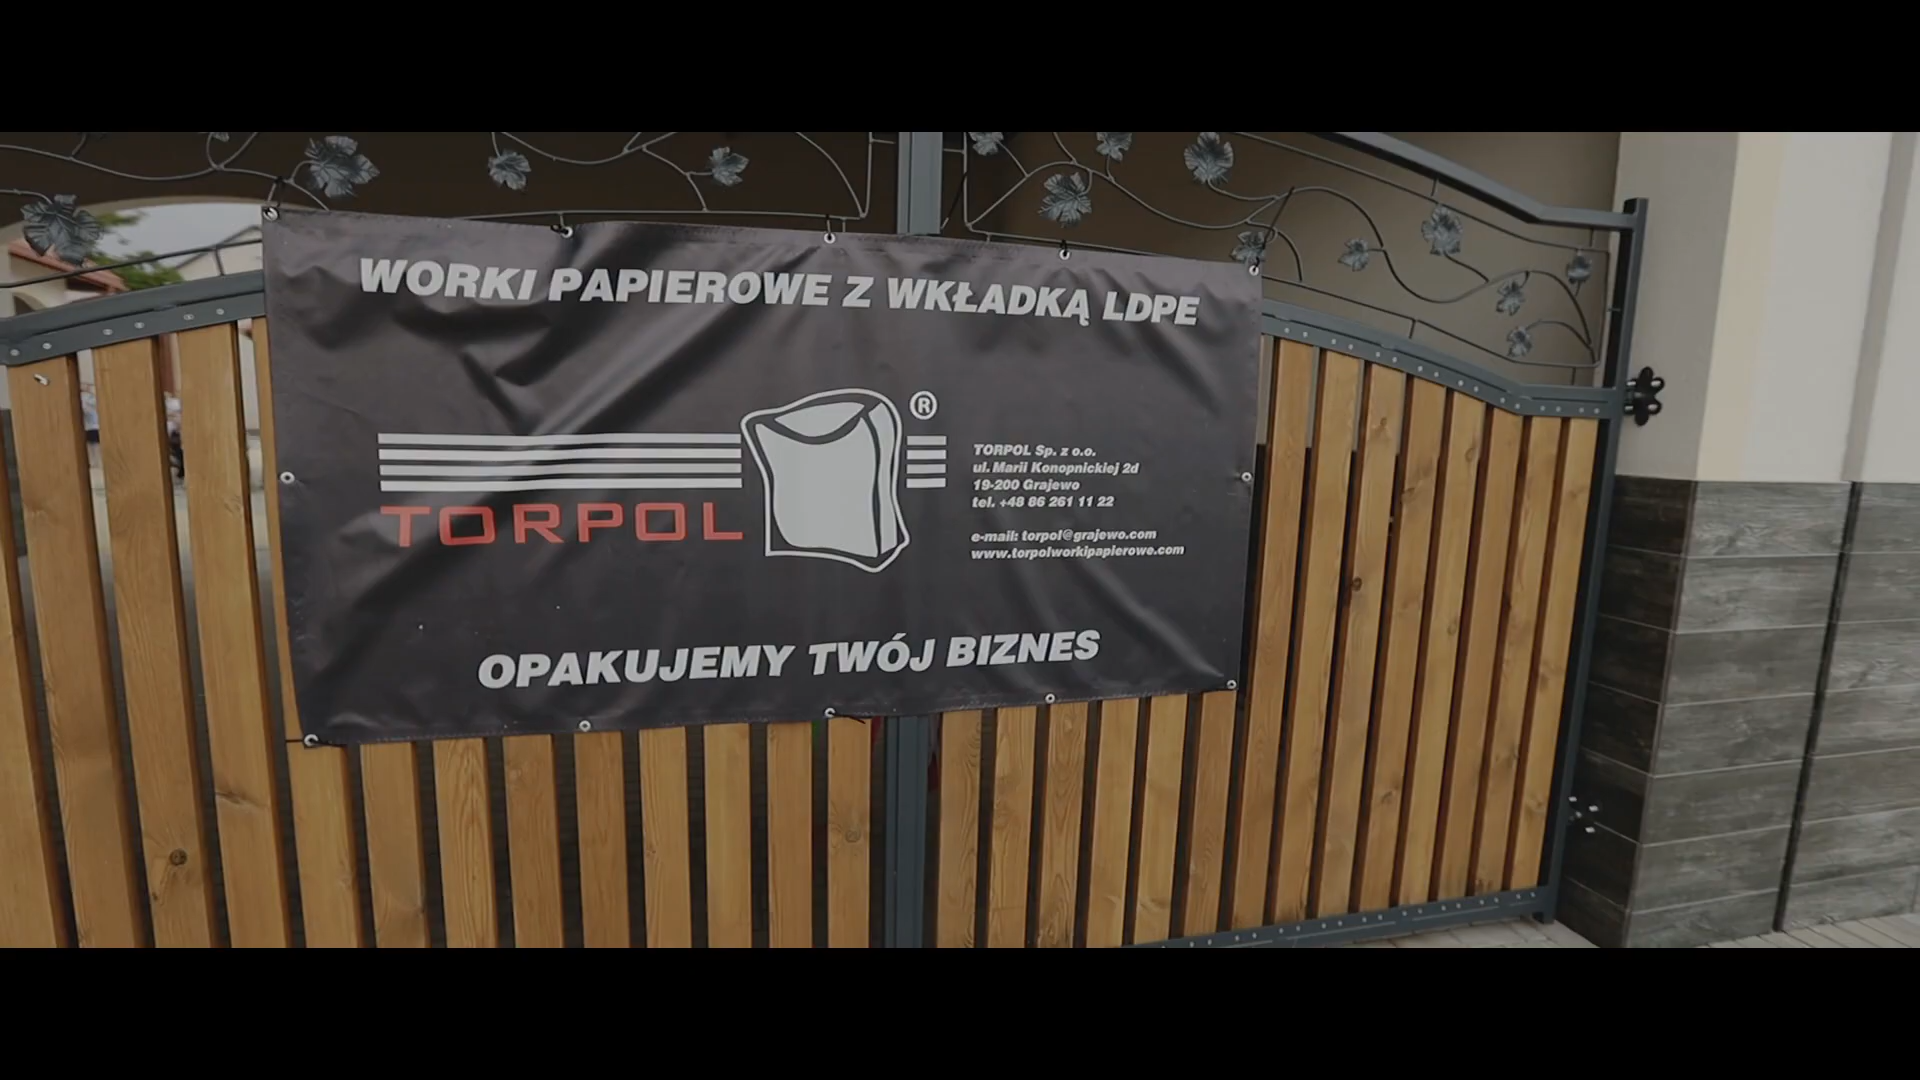 WORKI PAPIEROWE Z WKŁADKĄ LDPE
®
TORPOL
TORPOL Sp. z o.o.
ul. Marii Konopnickiej 2d
19-200 Grajewo
tel. +48 86 261 11 22
e-mail: torpol@grajewo.com
www.torpolworkipapierowe.com
OPAKUJEMY TWÓJ BIZNES